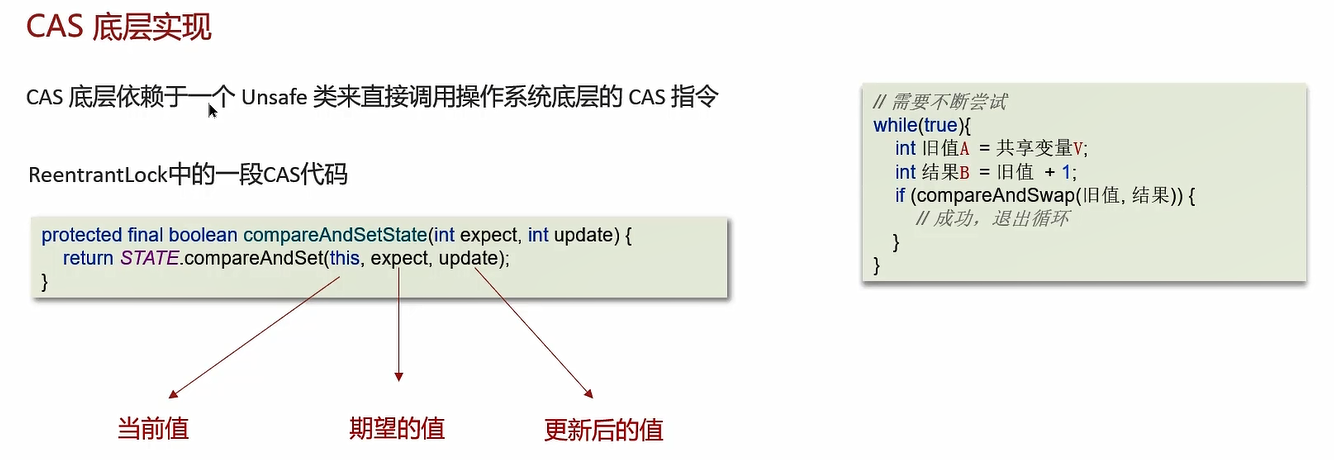 CAS 底层实现
CAS 底层依赖于一个 Unsafe 类来直接调用操作系统底层的 CAS 指令
ReentrantLock中的一段CAS代码
protected final boolean compareAndSetState(int expect, int update) {
return STATE.compareAndSet(this, expect, update);
}
当前值
期望的值
更新后的值
// 需要不断尝试
while(true){
int 旧值A = 共享变量V;
int 结果B = 旧值 + 1;
if (compareAndSwap(旧值, 结果)) {
// 成功，退出循环
}
}